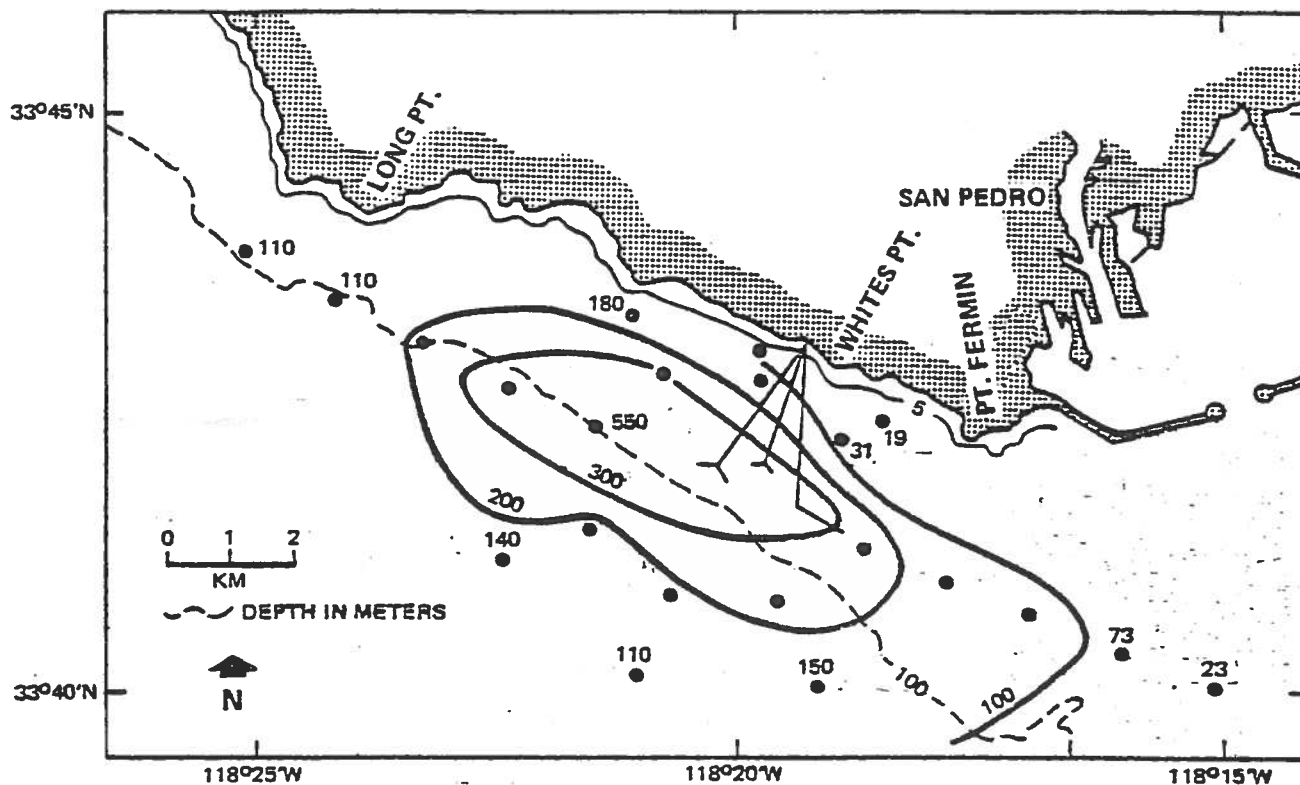 33°45'N
LONG PT.
SAN PEDRO
110
110
180
WHITES PT.
PT. FERMIN
5
19
31
550
300
200
140
0 1 2
KM
DEPTH IN METERS
N
33°40'N
110
150
100
100
73
23
118°25'W
118°20'W
118°15'W